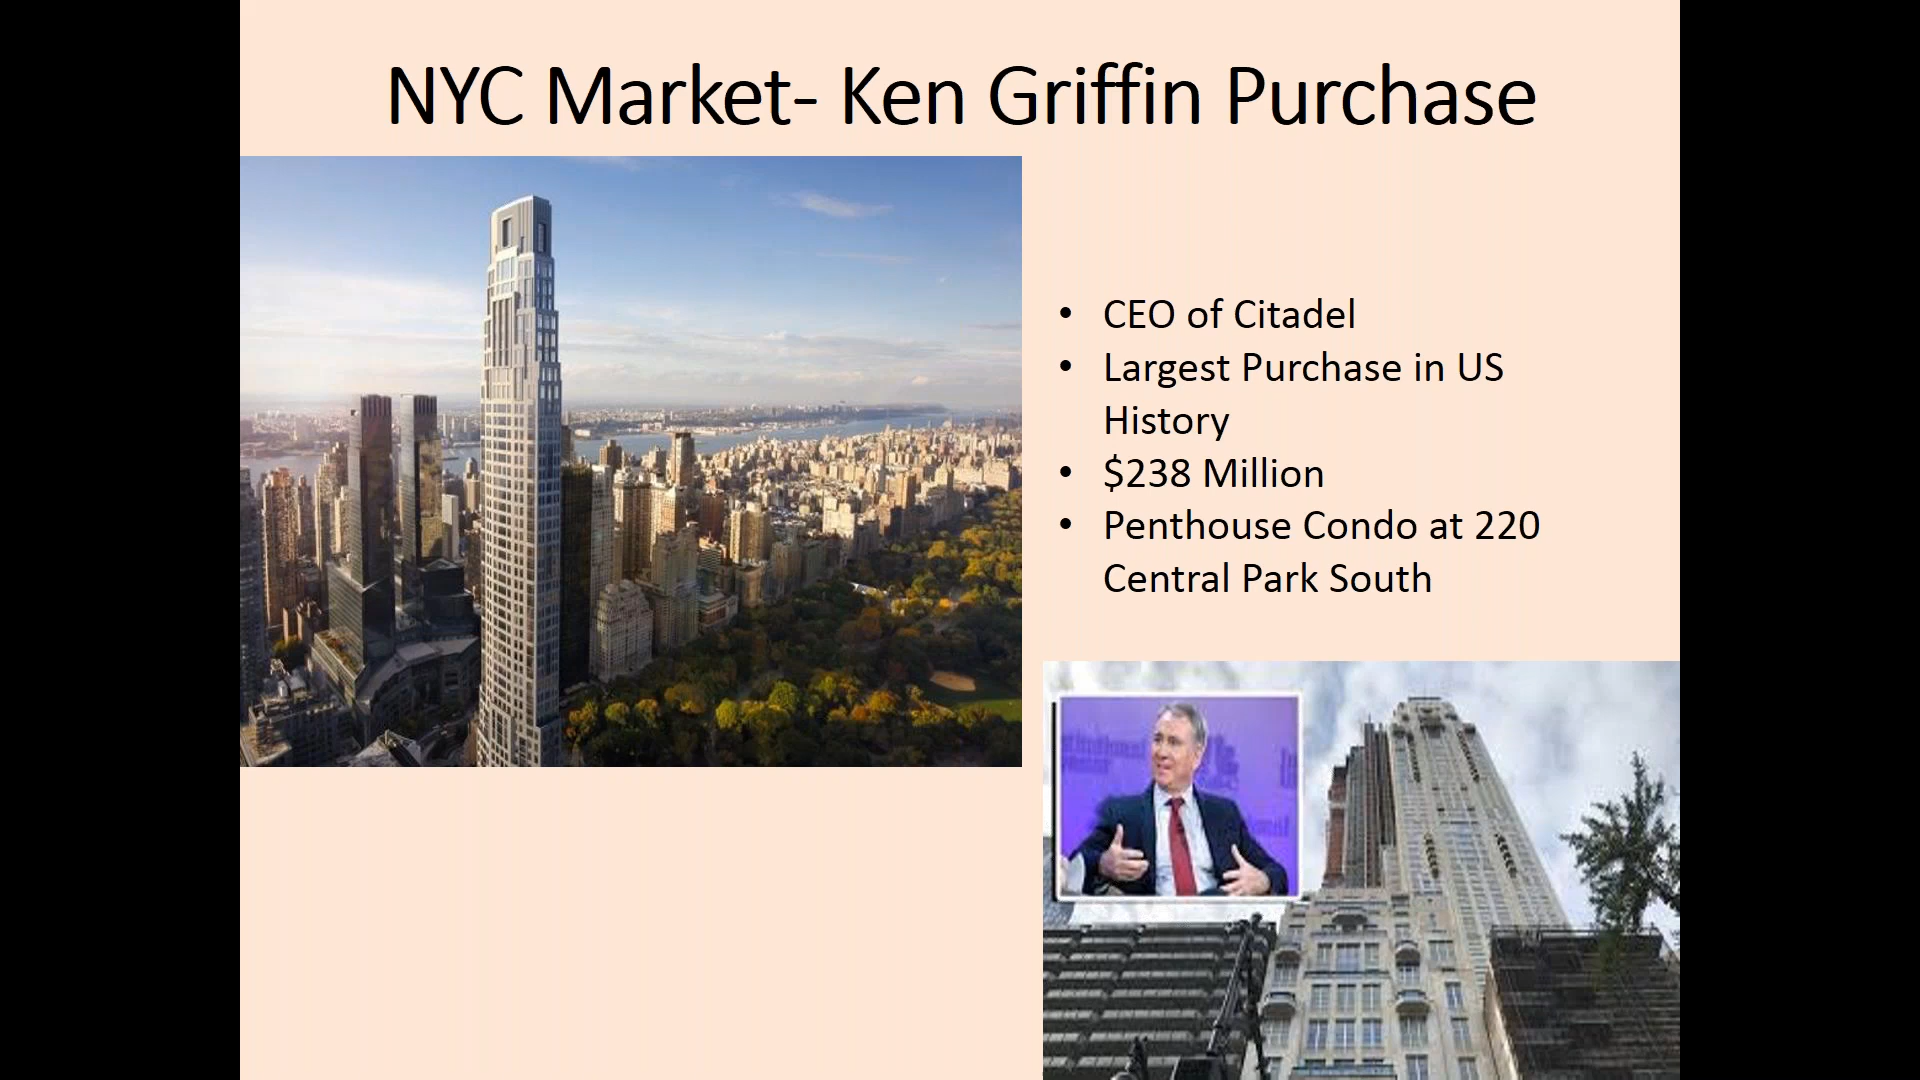 NYC Market- Ken Griffin Purchase
• CEO of Citadel
• Largest Purchase in US
History
• $238 Million
• Penthouse Condo at 220
Central Park South